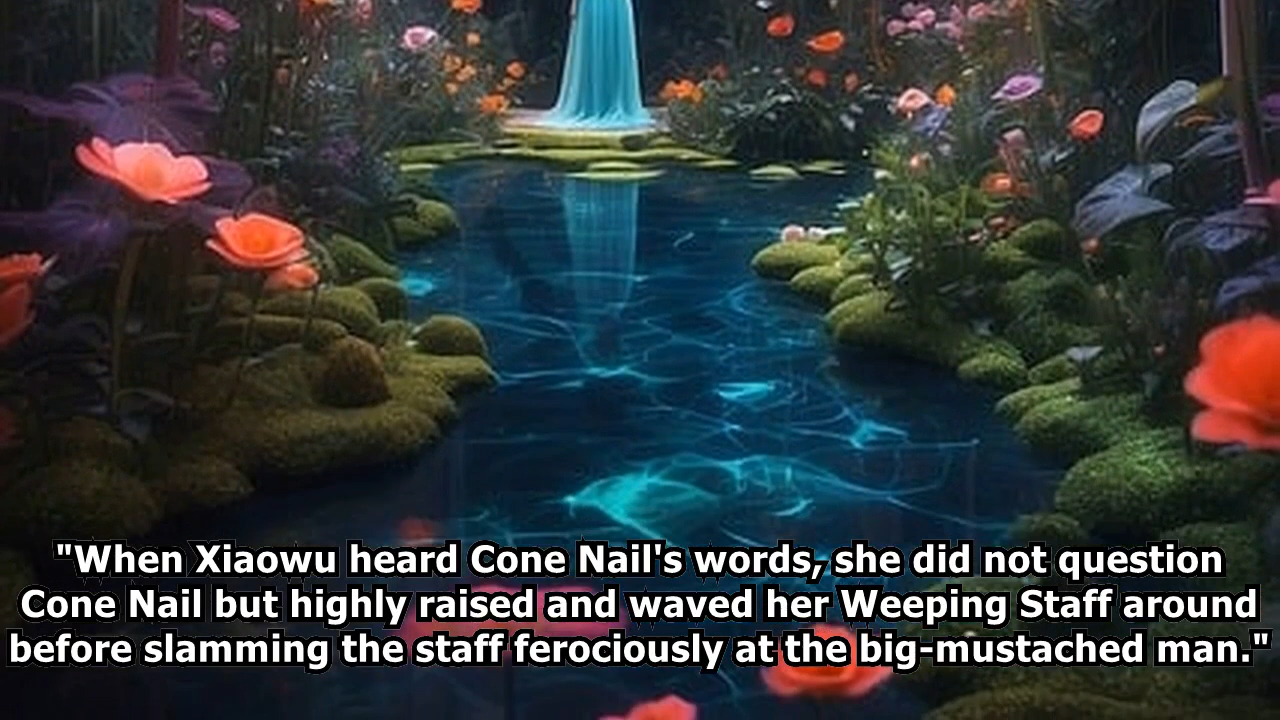 "When Xiaowu heard Cone Nail's words, she did not question
Cone Nail but highly raised and waved her Weeping Staff around
before slamming the staff ferociously at the big-mustached man."